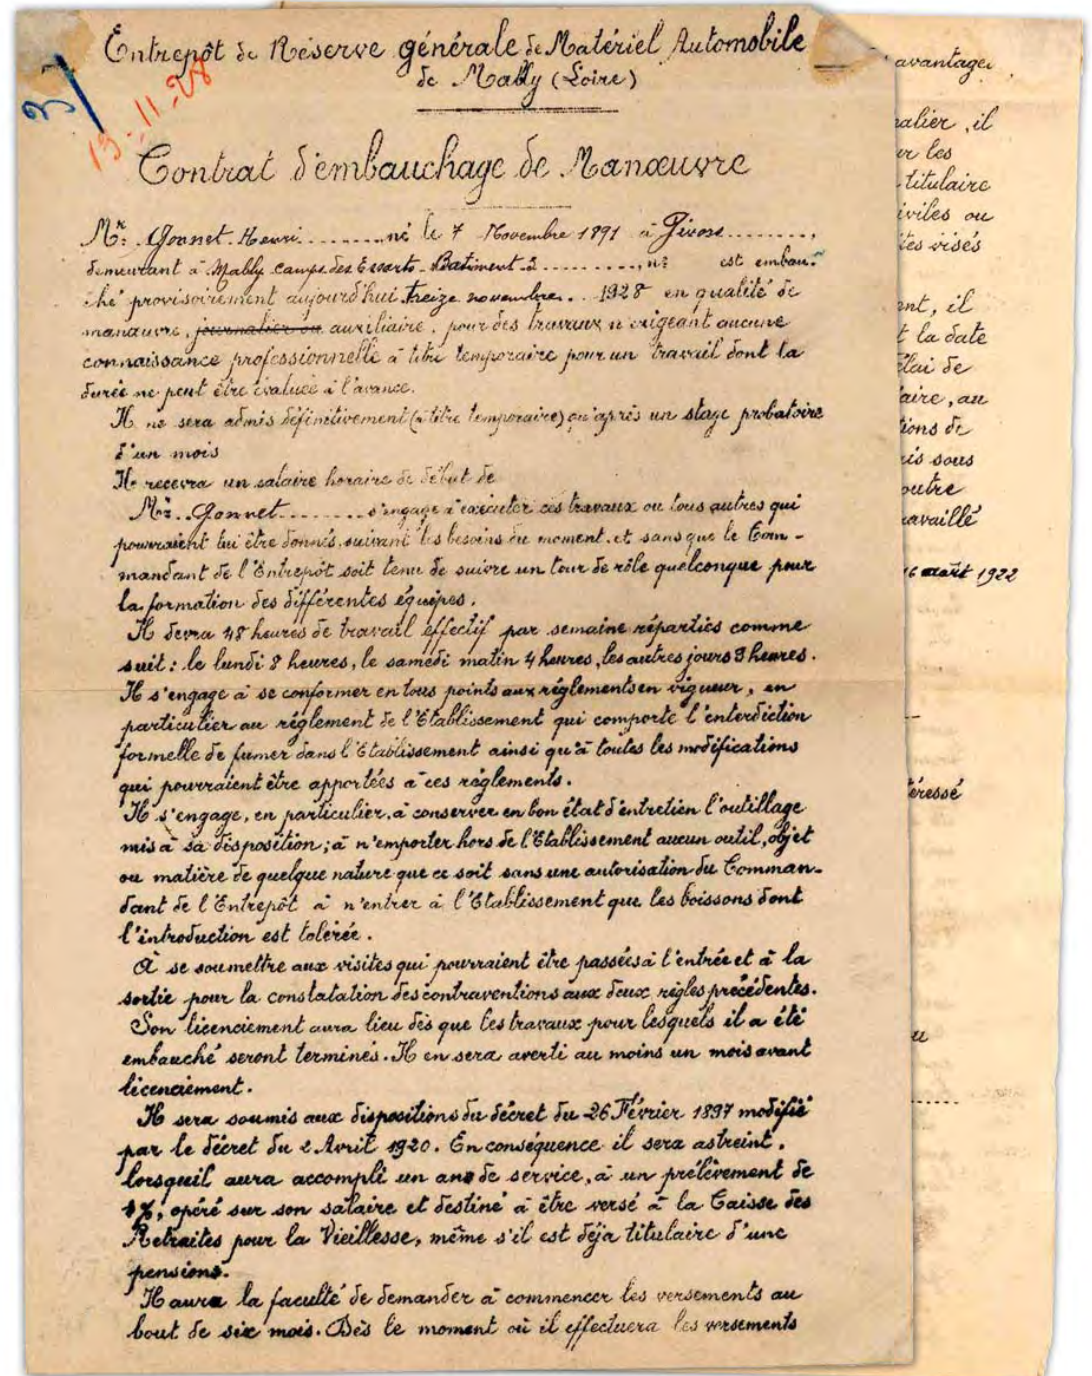 Entrepôt de Réserve générale de Matériel Automobile
de Mably (Loire)
37
13-11-28
Contrat d'embauchage de Manœuvre
Mr: Gonnet Henri..........né le 7 Novembre 1891 à Givors.........,
demeurant à Mably camp des Essarts Batiment 2..........., n: est embau-
ché provisoirement aujourd'hui treize novembre.. 1928 en qualité de
manœuvre, journalier ou auxiliaire, pour des travaux n'exigeant aucune
connaissance professionnelle à titre temporaire pour un travail dont la
durée ne peut être évaluée à l'avance.
Il ne sera admis définitivement (à titre temporaire) qu'après un stage probatoire
d'un mois
Il recevra un salaire horaire de début de
Mr:..Gonnet..........s'engage à exécuter ces travaux ou tous autres qui
pourraient lui être donnés, suivant les besoins du moment, et sans que le Com-
mandant de l'Entrepôt soit tenu de suivre un tour de rôle quelconque pour
la formation des différentes équipes.
Il devra 48 heures de travail effectif par semaine réparties comme
suit: le lundi 8 heures, le samedi matin 4 heures, les autres jours 9 heures.
Il s'engage à se conformer en tous points aux réglements en vigueur, en
particulier au réglement de l'Etablissement qui comporte l'interdiction
formelle de fumer dans l'Etablissement ainsi qu'à toutes les modifications
qui pourraient être apportées à ces réglements.
Il s'engage, en particulier, à conserver en bon état d'entretien l'outillage
mis à sa disposition; à n'emporter hors de l'Etablissement aucun outil, objet
ou matière de quelque nature que ce soit sans une autorisation du Comman-
dant de l'Entrepôt à n'entrer à l'Etablissement que les boissons dont
l'introduction est tolérée.
A se soumettre aux visites qui pourraient être passées à l'entrée et à la
sortie pour la constatation des contraventions aux deux règles précédentes.
Son licenciement aura lieu dès que les travaux pour lesquels il a été
embauché seront terminés. Il en sera averti au moins un mois avant
licenciement.
Il sera soumis aux dispositions du décret du 26 Février 1897 modifié
par le décret du 2 Avril 1920. En conséquence il sera astreint,
lorsquil aura accompli un an de service, à un prélèvement de
4%, opéré sur son salaire et destiné à être versé à la Caisse des
Retraites pour la Vieillesse, même s'il est déja titulaire d'une
pension.
Il aura la faculté de demander à commencer les versements au
bout de six mois. Dès le moment où il effectuera les versements
avantage
nalier, il
les
titulaire
iviles ou
visés
ent, il
la date
élai de
aire, au
tions de
sous
outre
ravaillé
16 août 1922
éressé